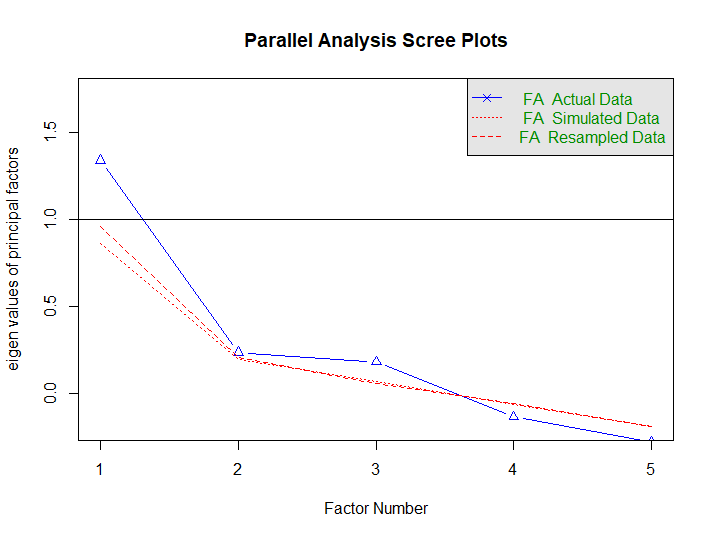 Parallel Analysis Scree Plots
eigen values of principal factors
1.5
1.0
0.5
0.0
FA Actual Data
FA Simulated Data
FA Resampled Data
1 2 3 4 5
Factor Number